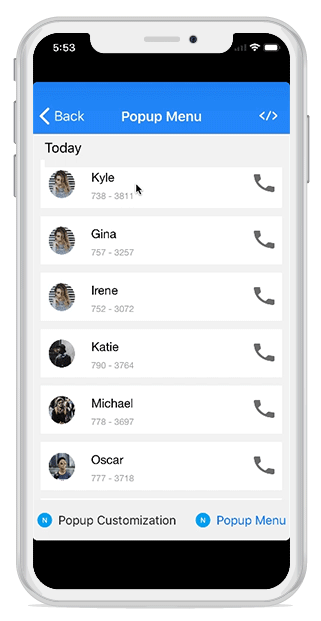 5:53
Back Popup Menu </>
Today
Kyle
738 - 3811
Gina
757 - 3257
Irene
752 - 3072
Katie
790 - 3764
Michael
778 - 3697
Oscar
777 - 3718
N Popup Customization N Popup Menu